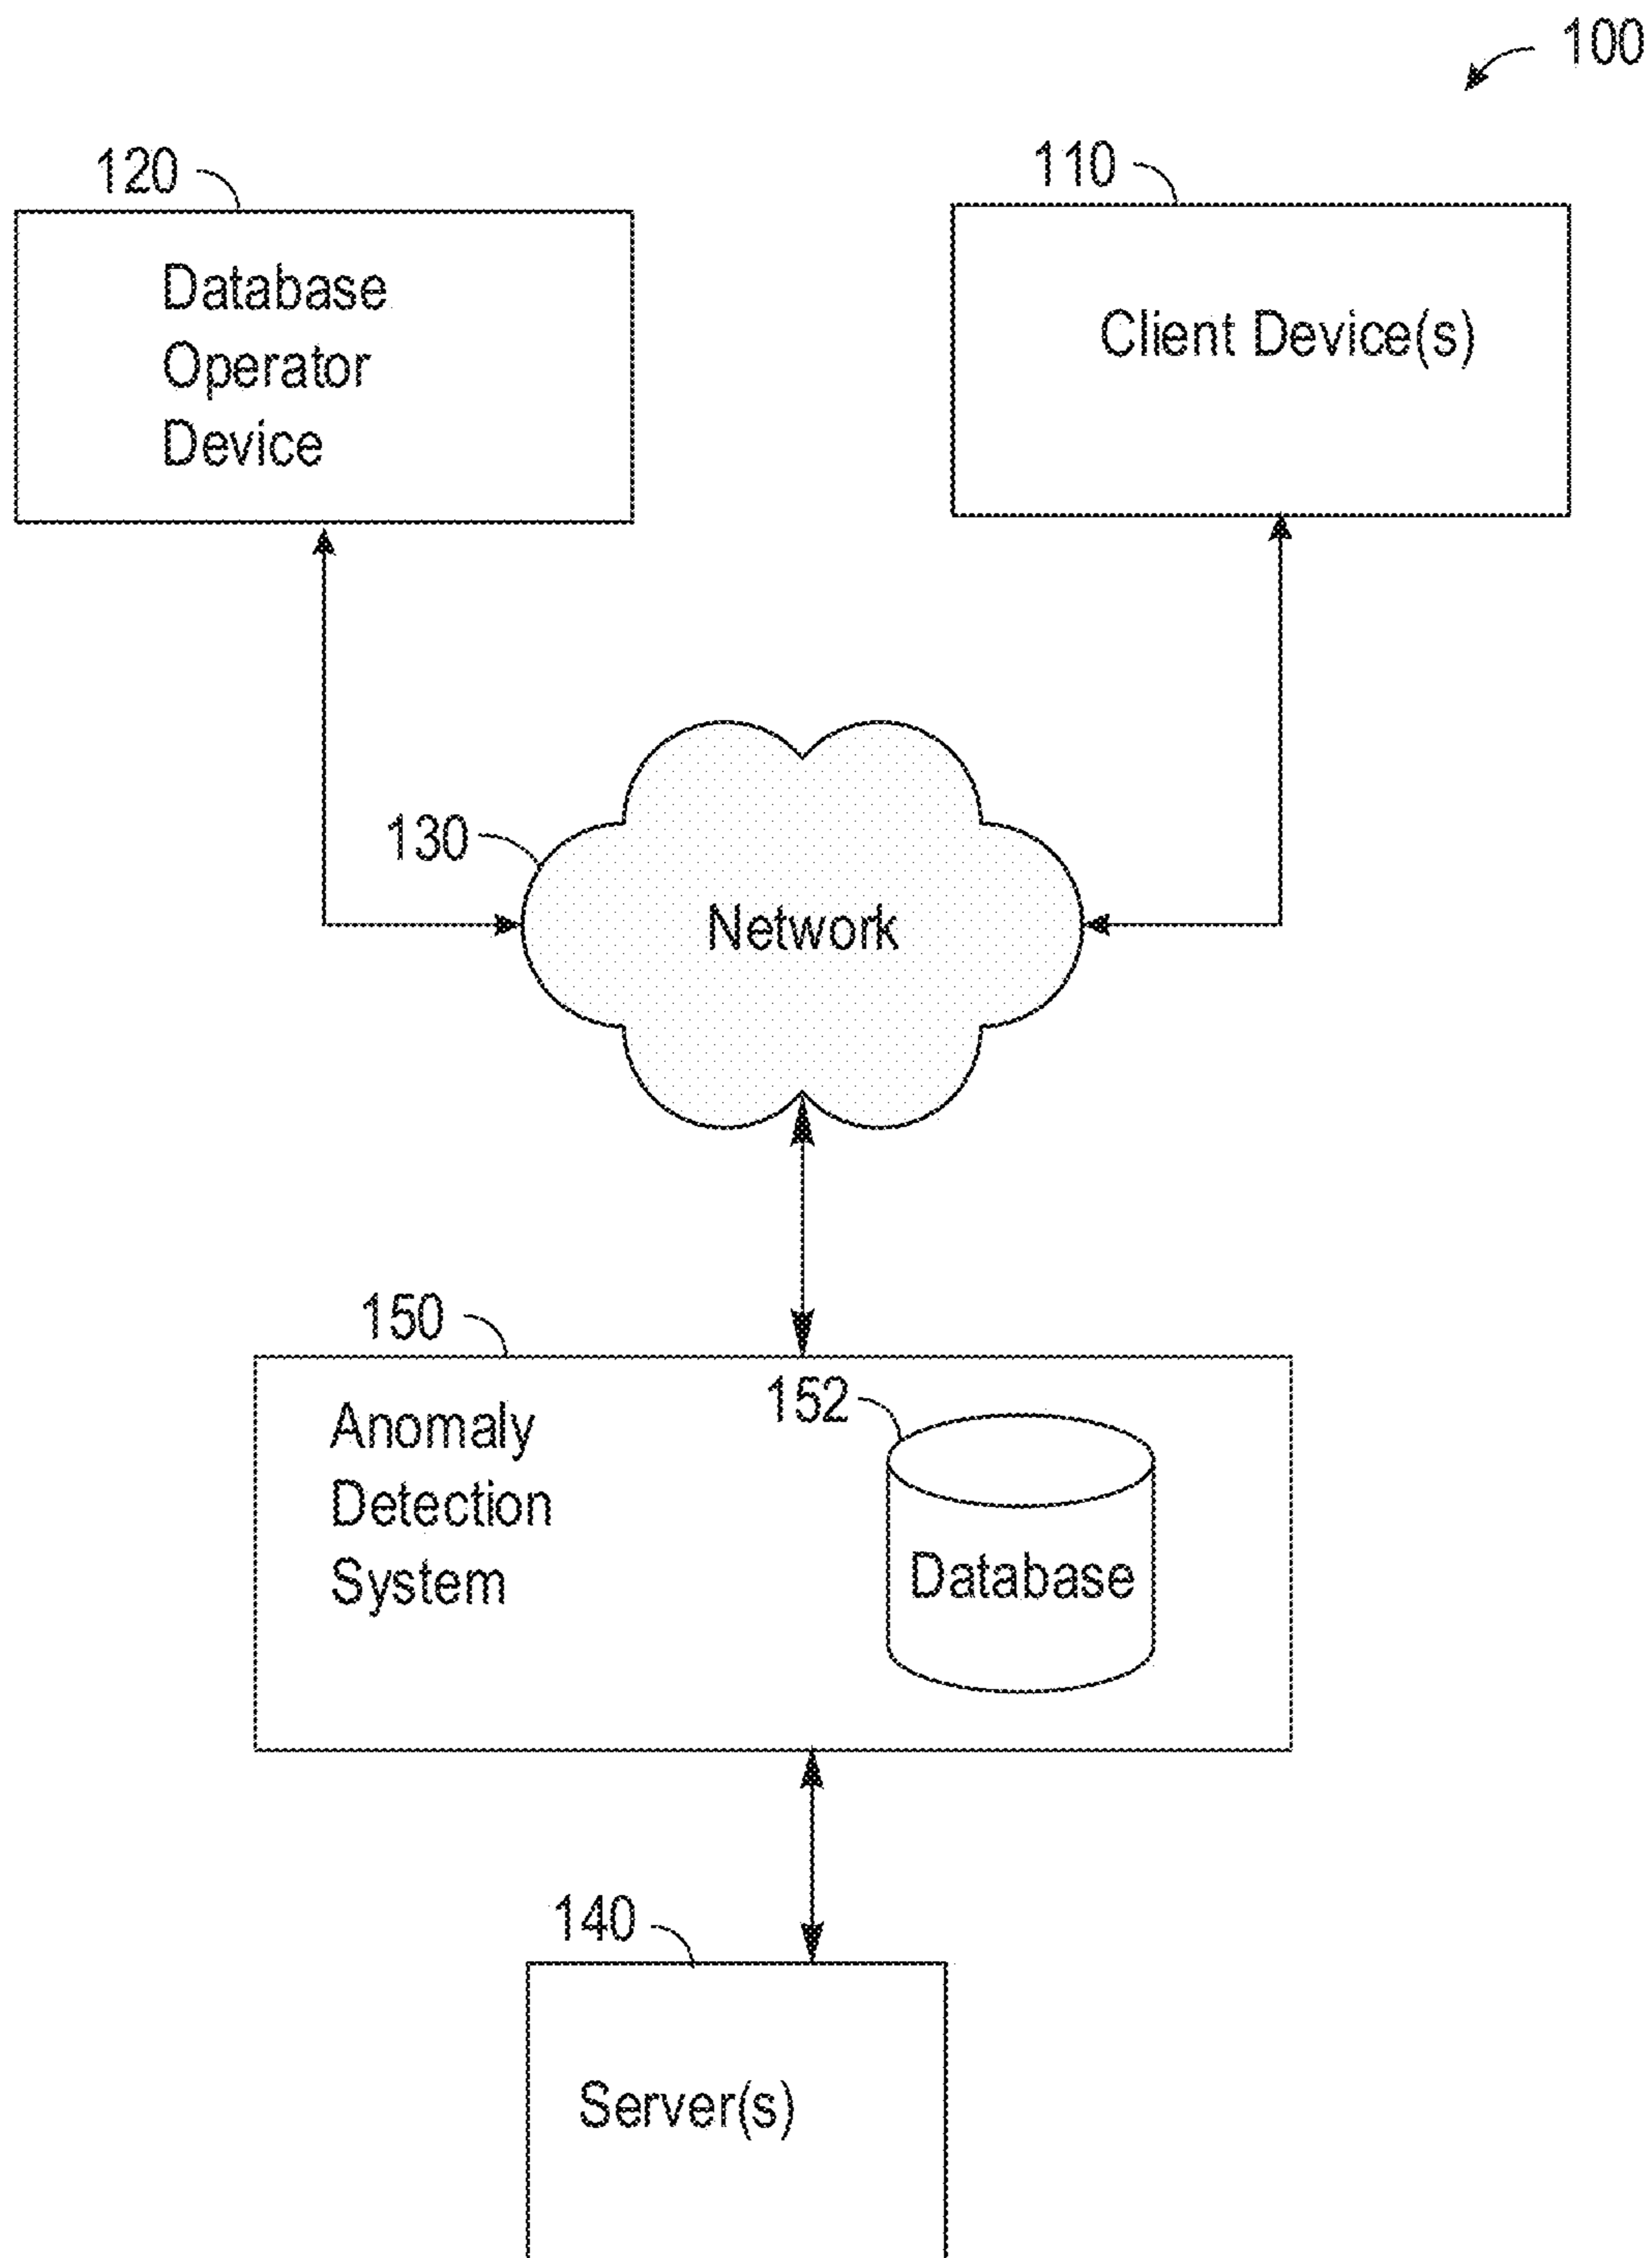 100
120
110
Database
Operator
Device
Client Device(s)
130
Network
150
152
Anomaly
Detection
System
Database
140
Server(s)